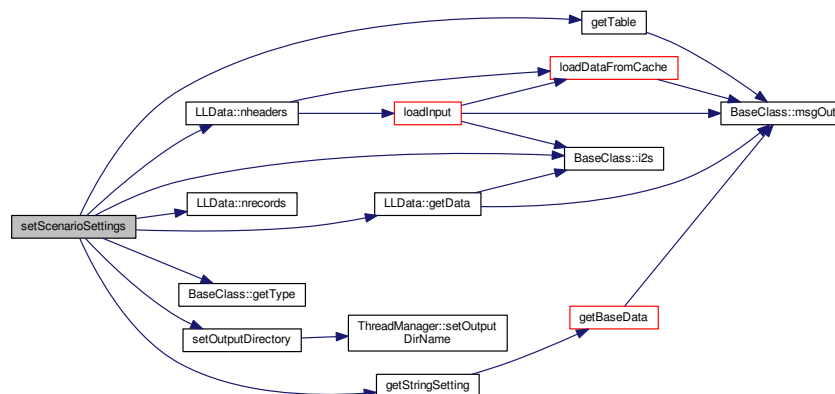 getTable
loadDataFromCache
LLData::nheaders
loadInput
BaseClass::msgOut
BaseClass::i2s
LLData::nrecords
LLData::getData
setScenarioSettings
BaseClass::getType
getBaseData
ThreadManager::setOutput
DirName
setOutputDirectory
getStringSetting